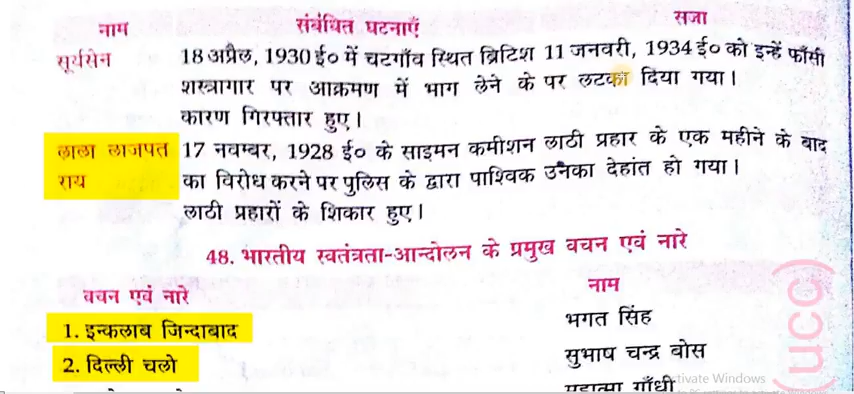 नाम संबंधित घटनाएँ सजा
सूर्यसेन 18 अप्रैल, 1930 ई० में चटगाँव स्थित ब्रिटिश 11 जनवरी, 1934 ई० को इन्हें फाँसी
शस्त्रागार पर आक्रमण में भाग लेने के पर लटका दिया गया।
कारण गिरफ्तार हुए।
लाला लाजपत 17 नवम्बर, 1928 ई० के साइमन कमीशन लाठी प्रहार के एक महीने के बाद
राय का विरोध करने पर पुलिस के द्वारा पाश्विक उनका देहांत हो गया।
लाठी प्रहारों के शिकार हुए।
48. भारतीय स्वतंत्रता-आन्दोलन के प्रमुख वचन एवं नारे
वचन एवं नारे नाम
1. इन्कलाब जिन्दाबाद भगत सिंह
2. दिल्ली चलो सुभाष चन्द्र बोस
महात्मा गाँधी
Activate Windows
(ucc)